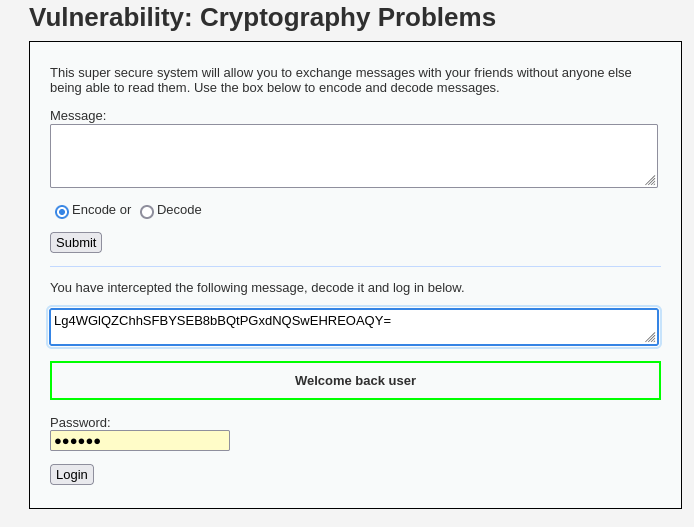 Vulnerability: Cryptography Problems
This super secure system will allow you to exchange messages with your friends without anyone else
being able to read them. Use the box below to encode and decode messages.
Message:
Encode or Decode
Submit
You have intercepted the following message, decode it and log in below.
Lg4WGlQZChhSFBYSEB8bBQtPGxdNQSwEHREOAQY=
Welcome back user
Password:
●●●●●●
Login